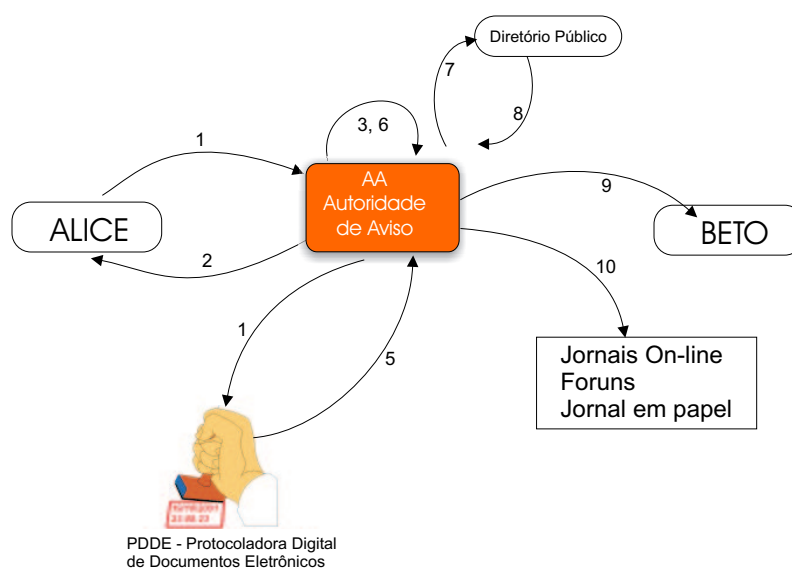 Diretório Público
7
8
3, 6
1
AA
Autoridade
de Aviso
9
ALICE
BETO
2
10
1
5
Jornais On-line
Foruns
Jornal em papel
PDDE - Protocoladora Digital
de Documentos Eletrônicos